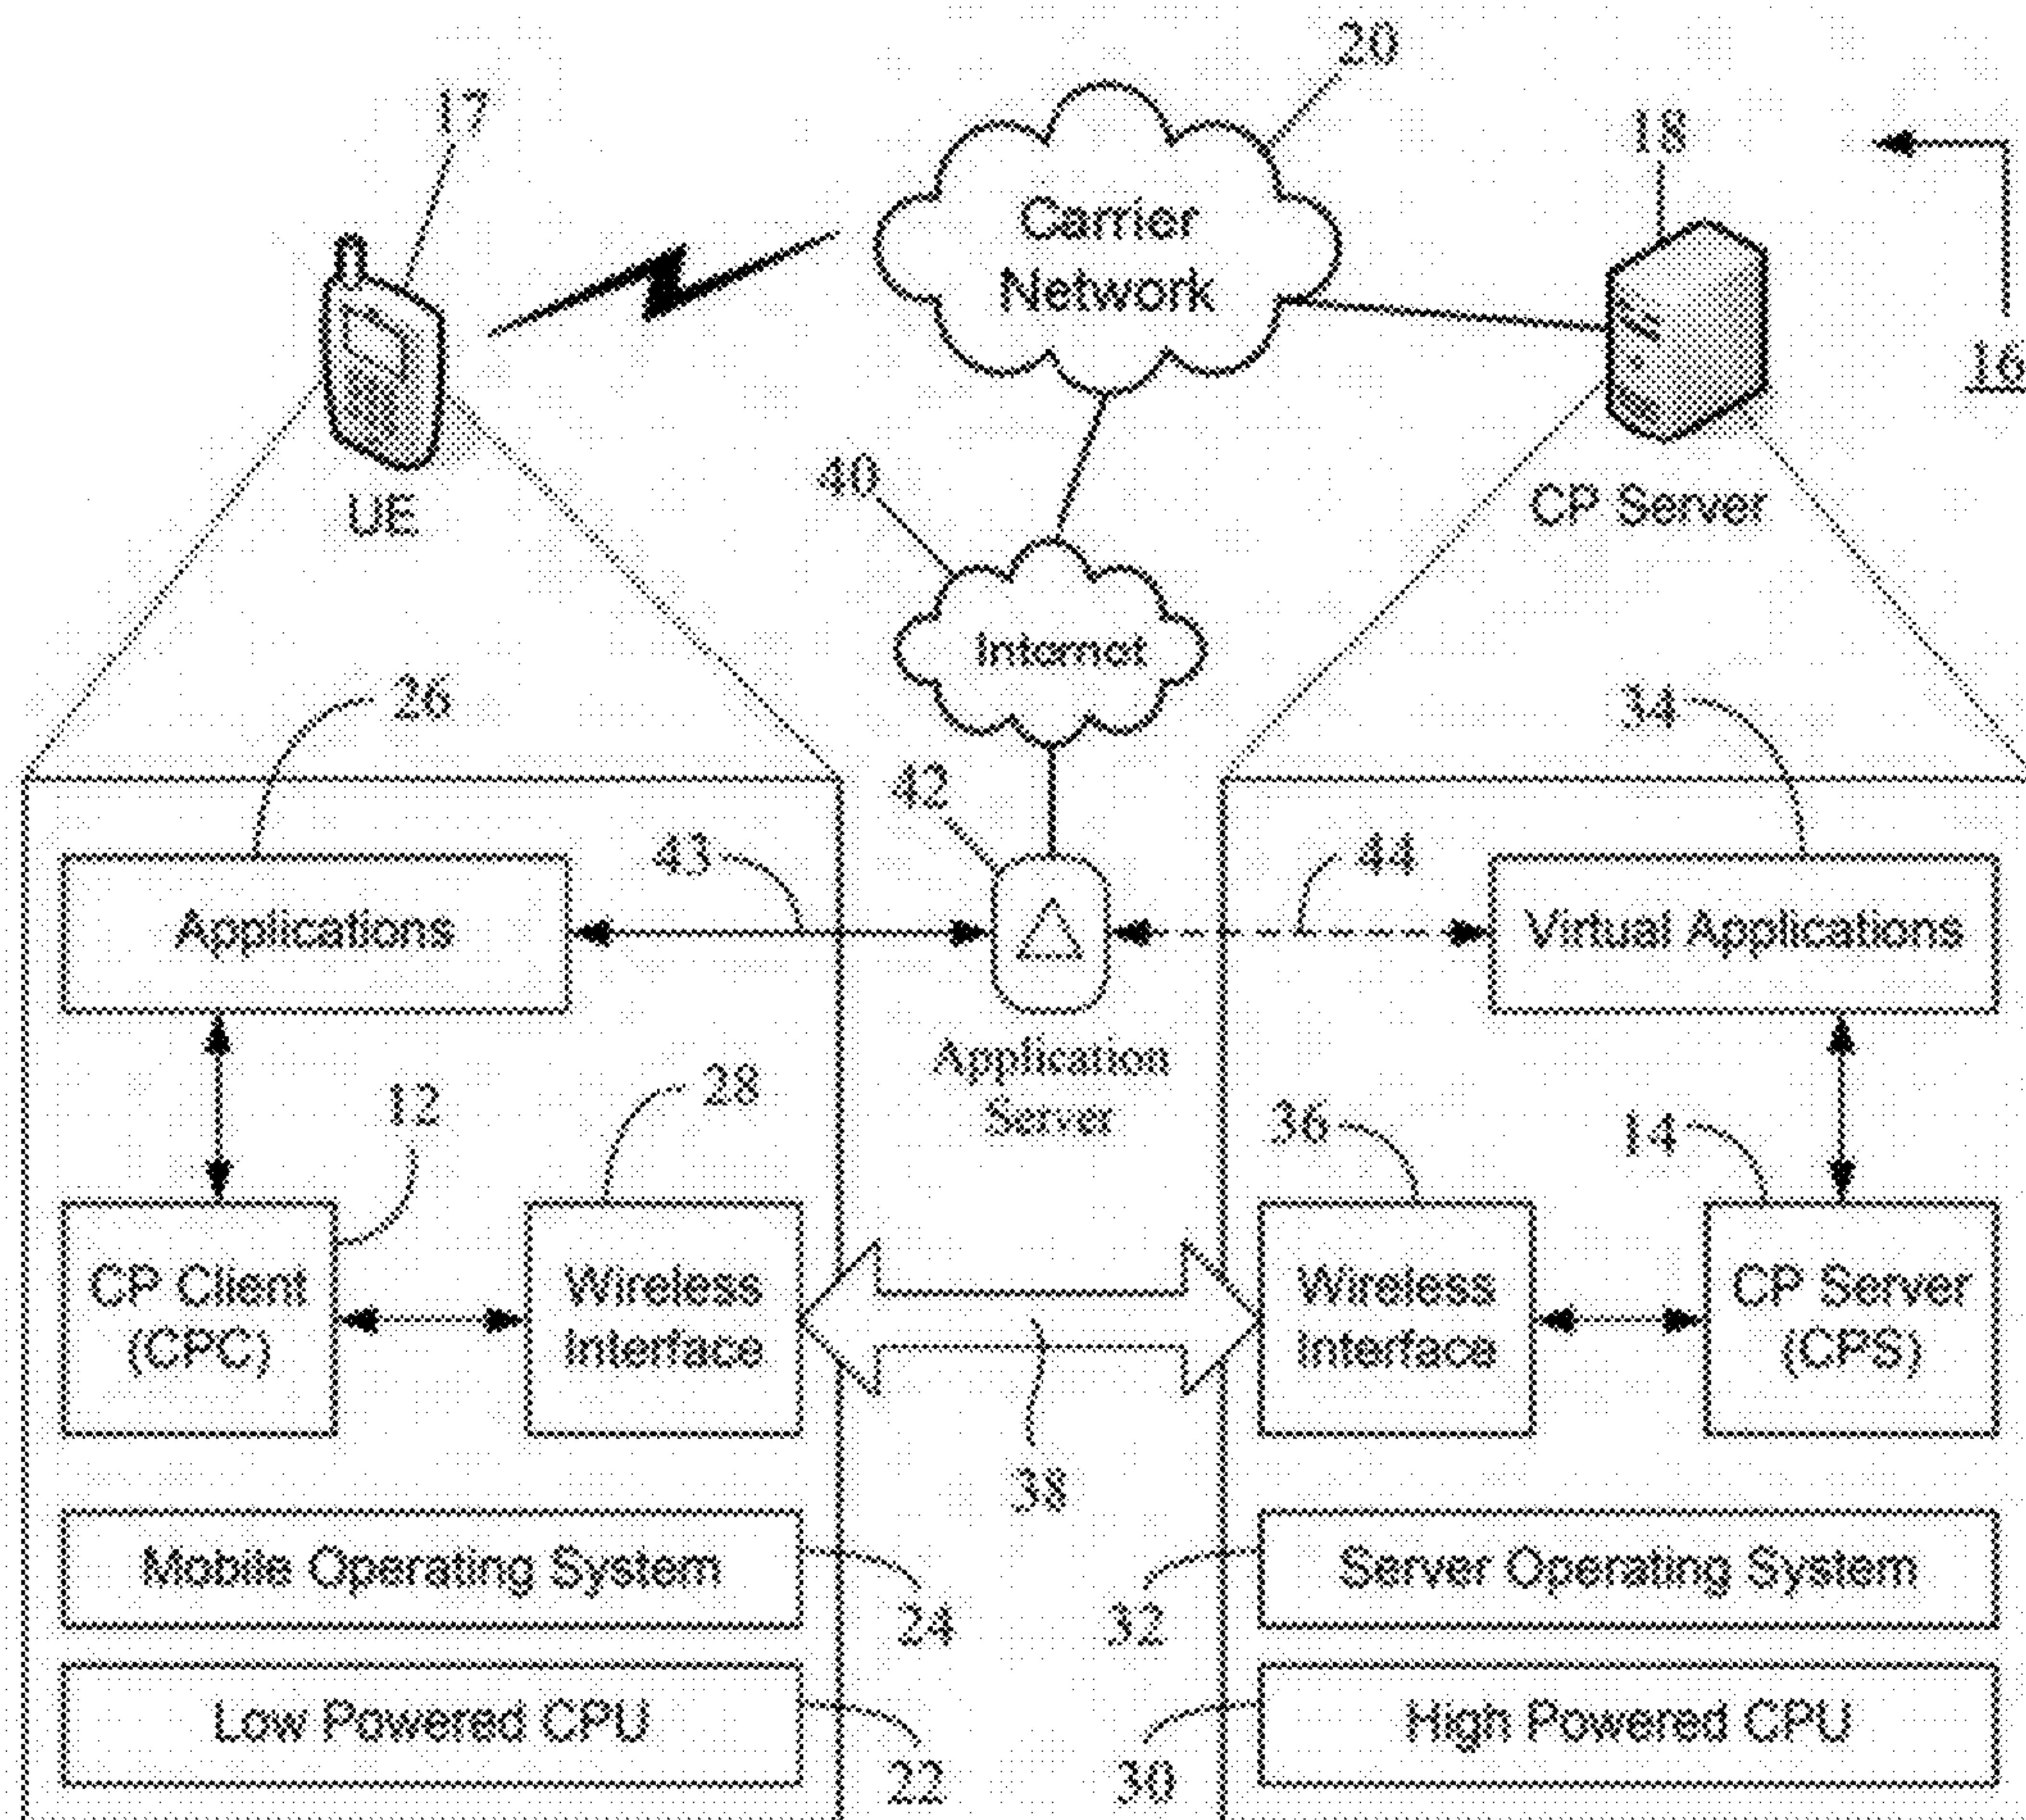 20
17
18
Carrier
Network
16
40
UE
CP Server
Internet
26
34
42
43
44
Applications
Virtual Applications
Application
Server
12
28
36
14
CP Client
(CPC)
Wireless
Interface
Wireless
Interface
CP Server
(CPS)
38
Mobile Operating System
Server Operating System
24
32
Low Powered CPU
High Powered CPU
22
30